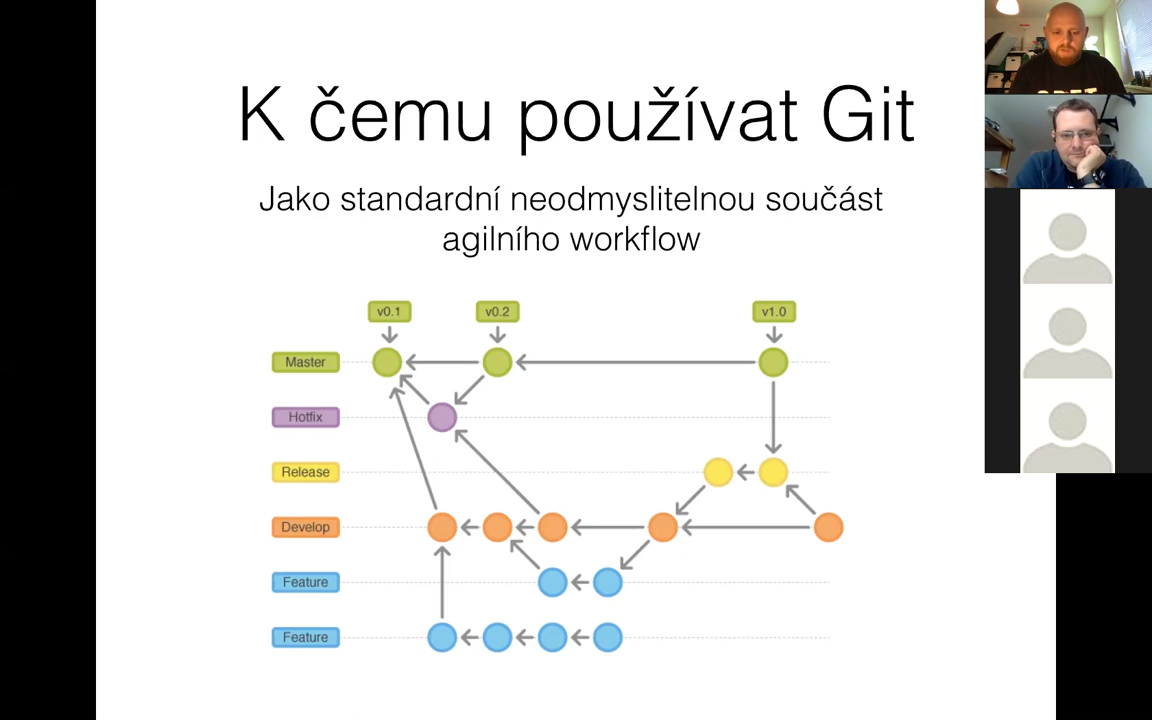 K čemu používat Git
Jako standardní neodmyslitelnou součást
agilního workflow
v0.1
v0.2
v1.0
Master
Hotfix
Release
Develop
Feature
Feature